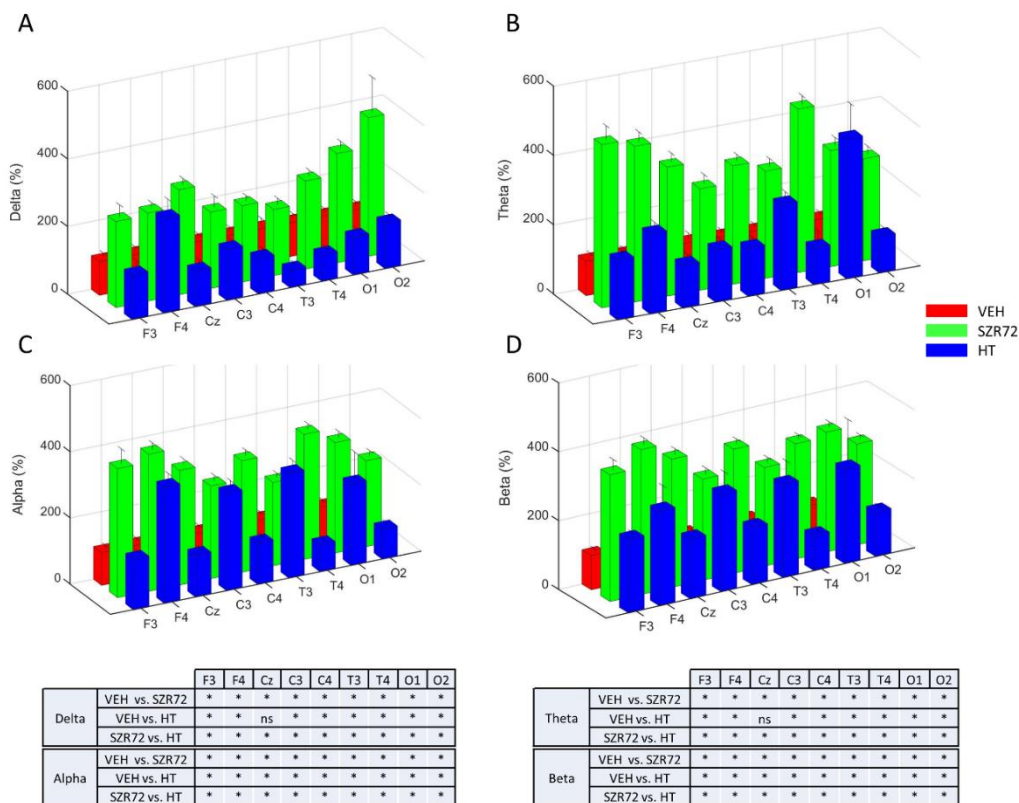 A
600
400
200
0
Delta (%)
F3 F4 Cz C3 C4 T3 T4 O1 O2
B
600
400
200
0
Theta (%)
F3 F4 Cz C3 C4 T3 T4 O1 O2
VEH
SZR72
HT
C
600
400
200
0
Alpha (%)
F3 F4 Cz C3 C4 T3 T4 O1 O2
D
600
400
200
0
Beta (%)
F3 F4 Cz C3 C4 T3 T4 O1 O2
F3 F4 Cz C3 C4 T3 T4 O1 O2
Delta
VEH vs. SZR72 * * * * * * * * *
VEH vs. HT * * ns * * * * * *
SZR72 vs. HT * * * * * * * * *
Alpha
VEH vs. SZR72 * * * * * * * * *
VEH vs. HT * * * * * * * * *
SZR72 vs. HT * * * * * * * * *
F3 F4 Cz C3 C4 T3 T4 O1 O2
Theta
VEH vs. SZR72 * * * * * * * * *
VEH vs. HT * * ns * * * * * *
SZR72 vs. HT * * * * * * * * *
Beta
VEH vs. SZR72 * * * * * * * * *
VEH vs. HT * * * * * * * * *
SZR72 vs. HT * * * * * * * * *